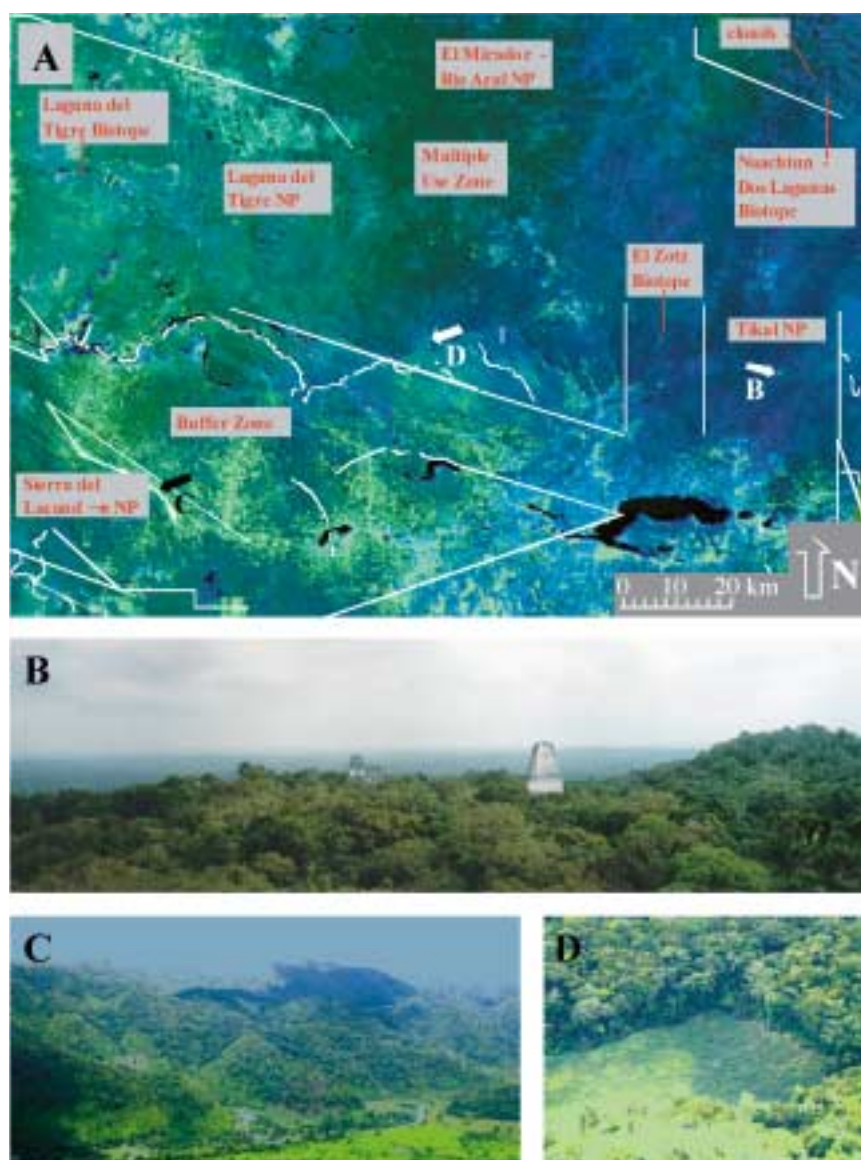 A
El Mirador -
Rio Azul NP
Laguna del
Tigre Biotope
Laguna del
Tigre NP
Multiple
Use Zone
Dos Lagunas
Biotope
El Zotz
Biotope
Tikal NP
D
B
Buffer Zone
Sierra del
NP
C
0 10 20 km
N
B
C
D